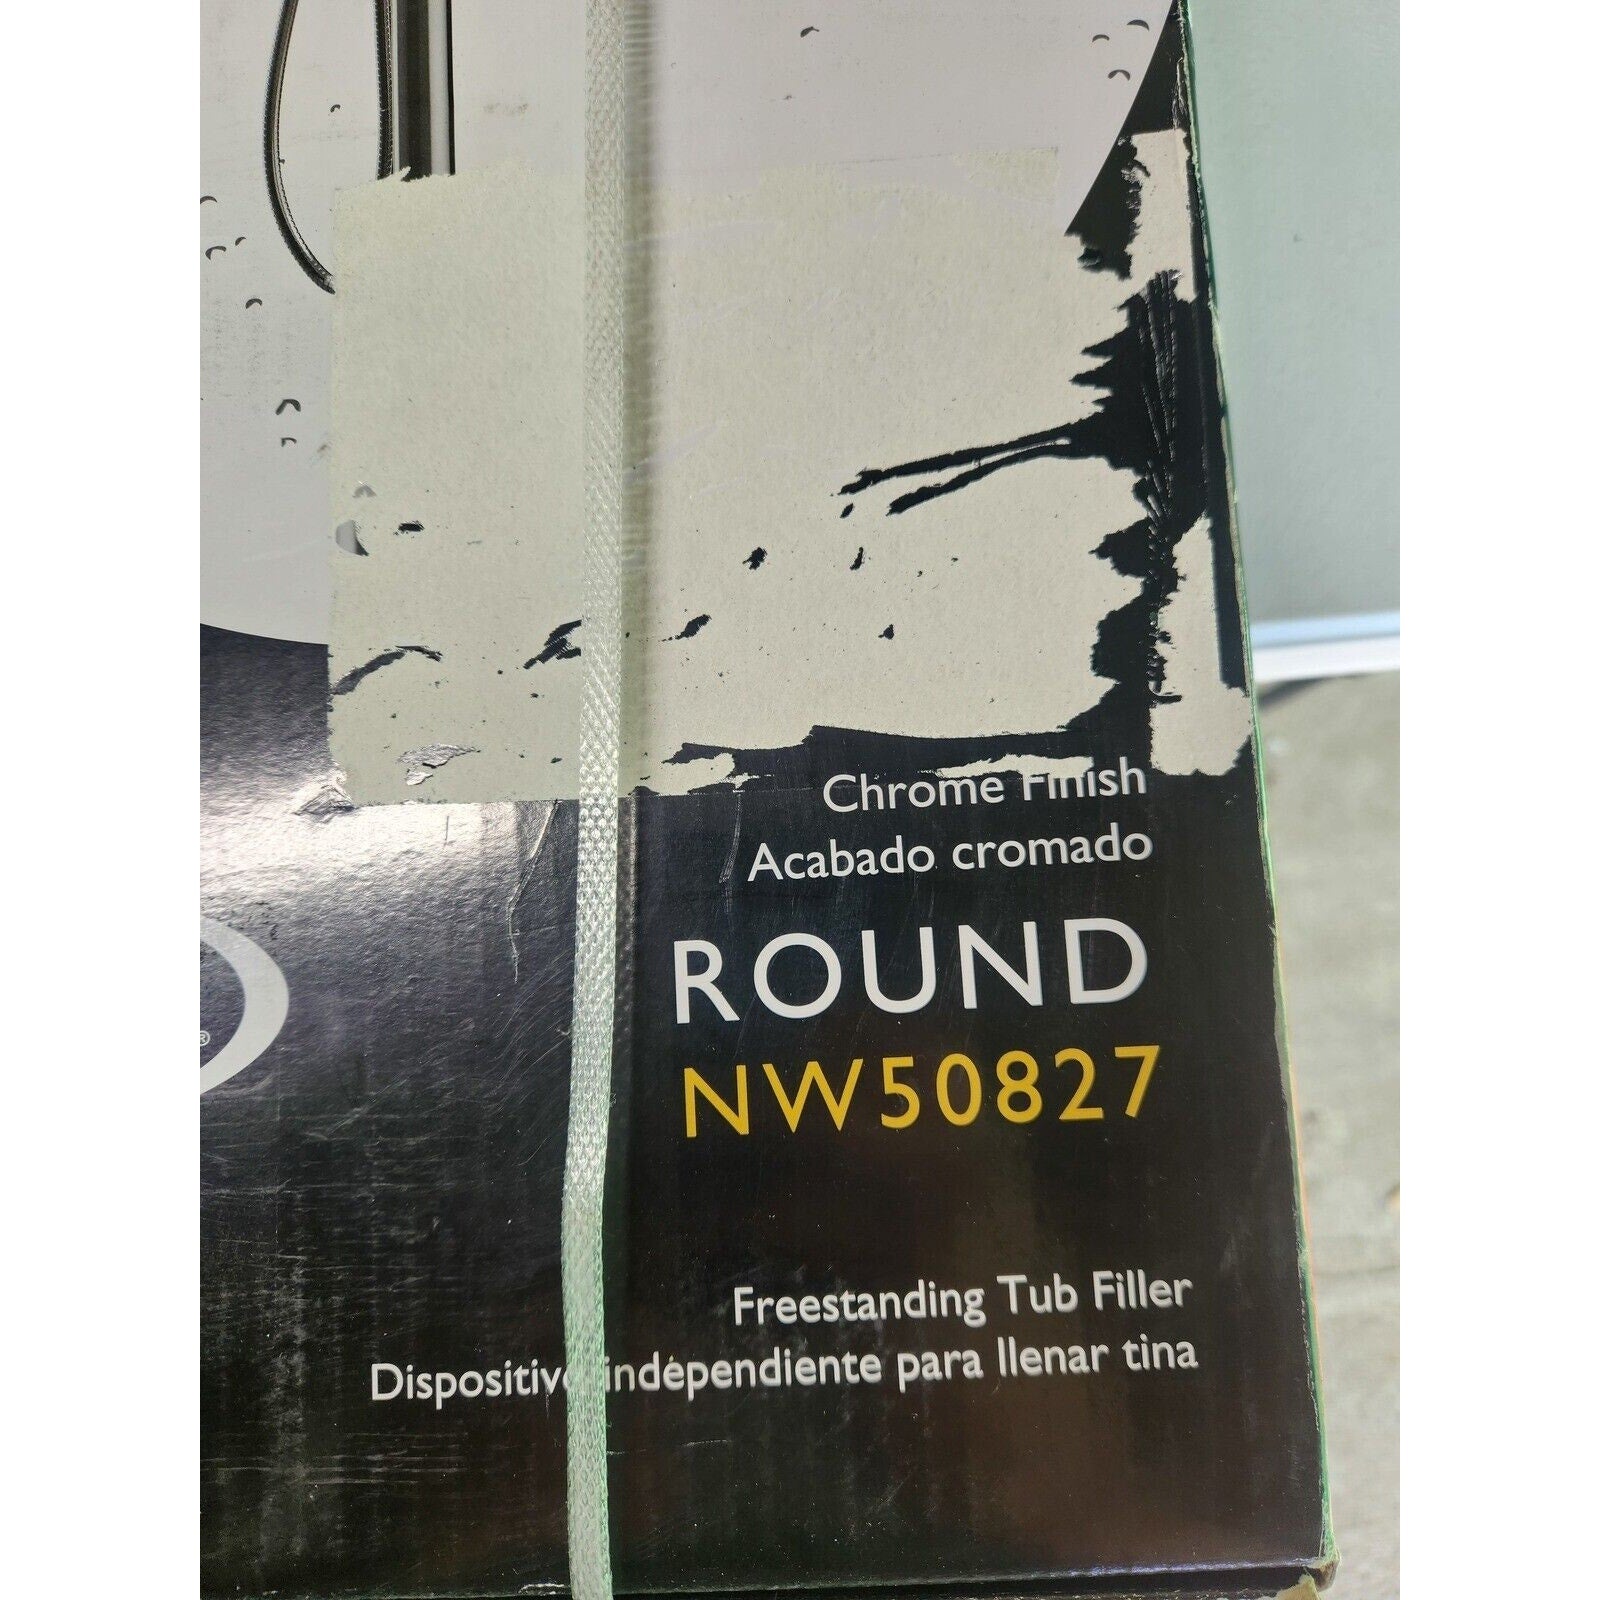 Chrome Finish
Acabado cromado
ROUND
NW50827
®
Freestanding Tub Filler
Dispositivo independiente para llenar tina